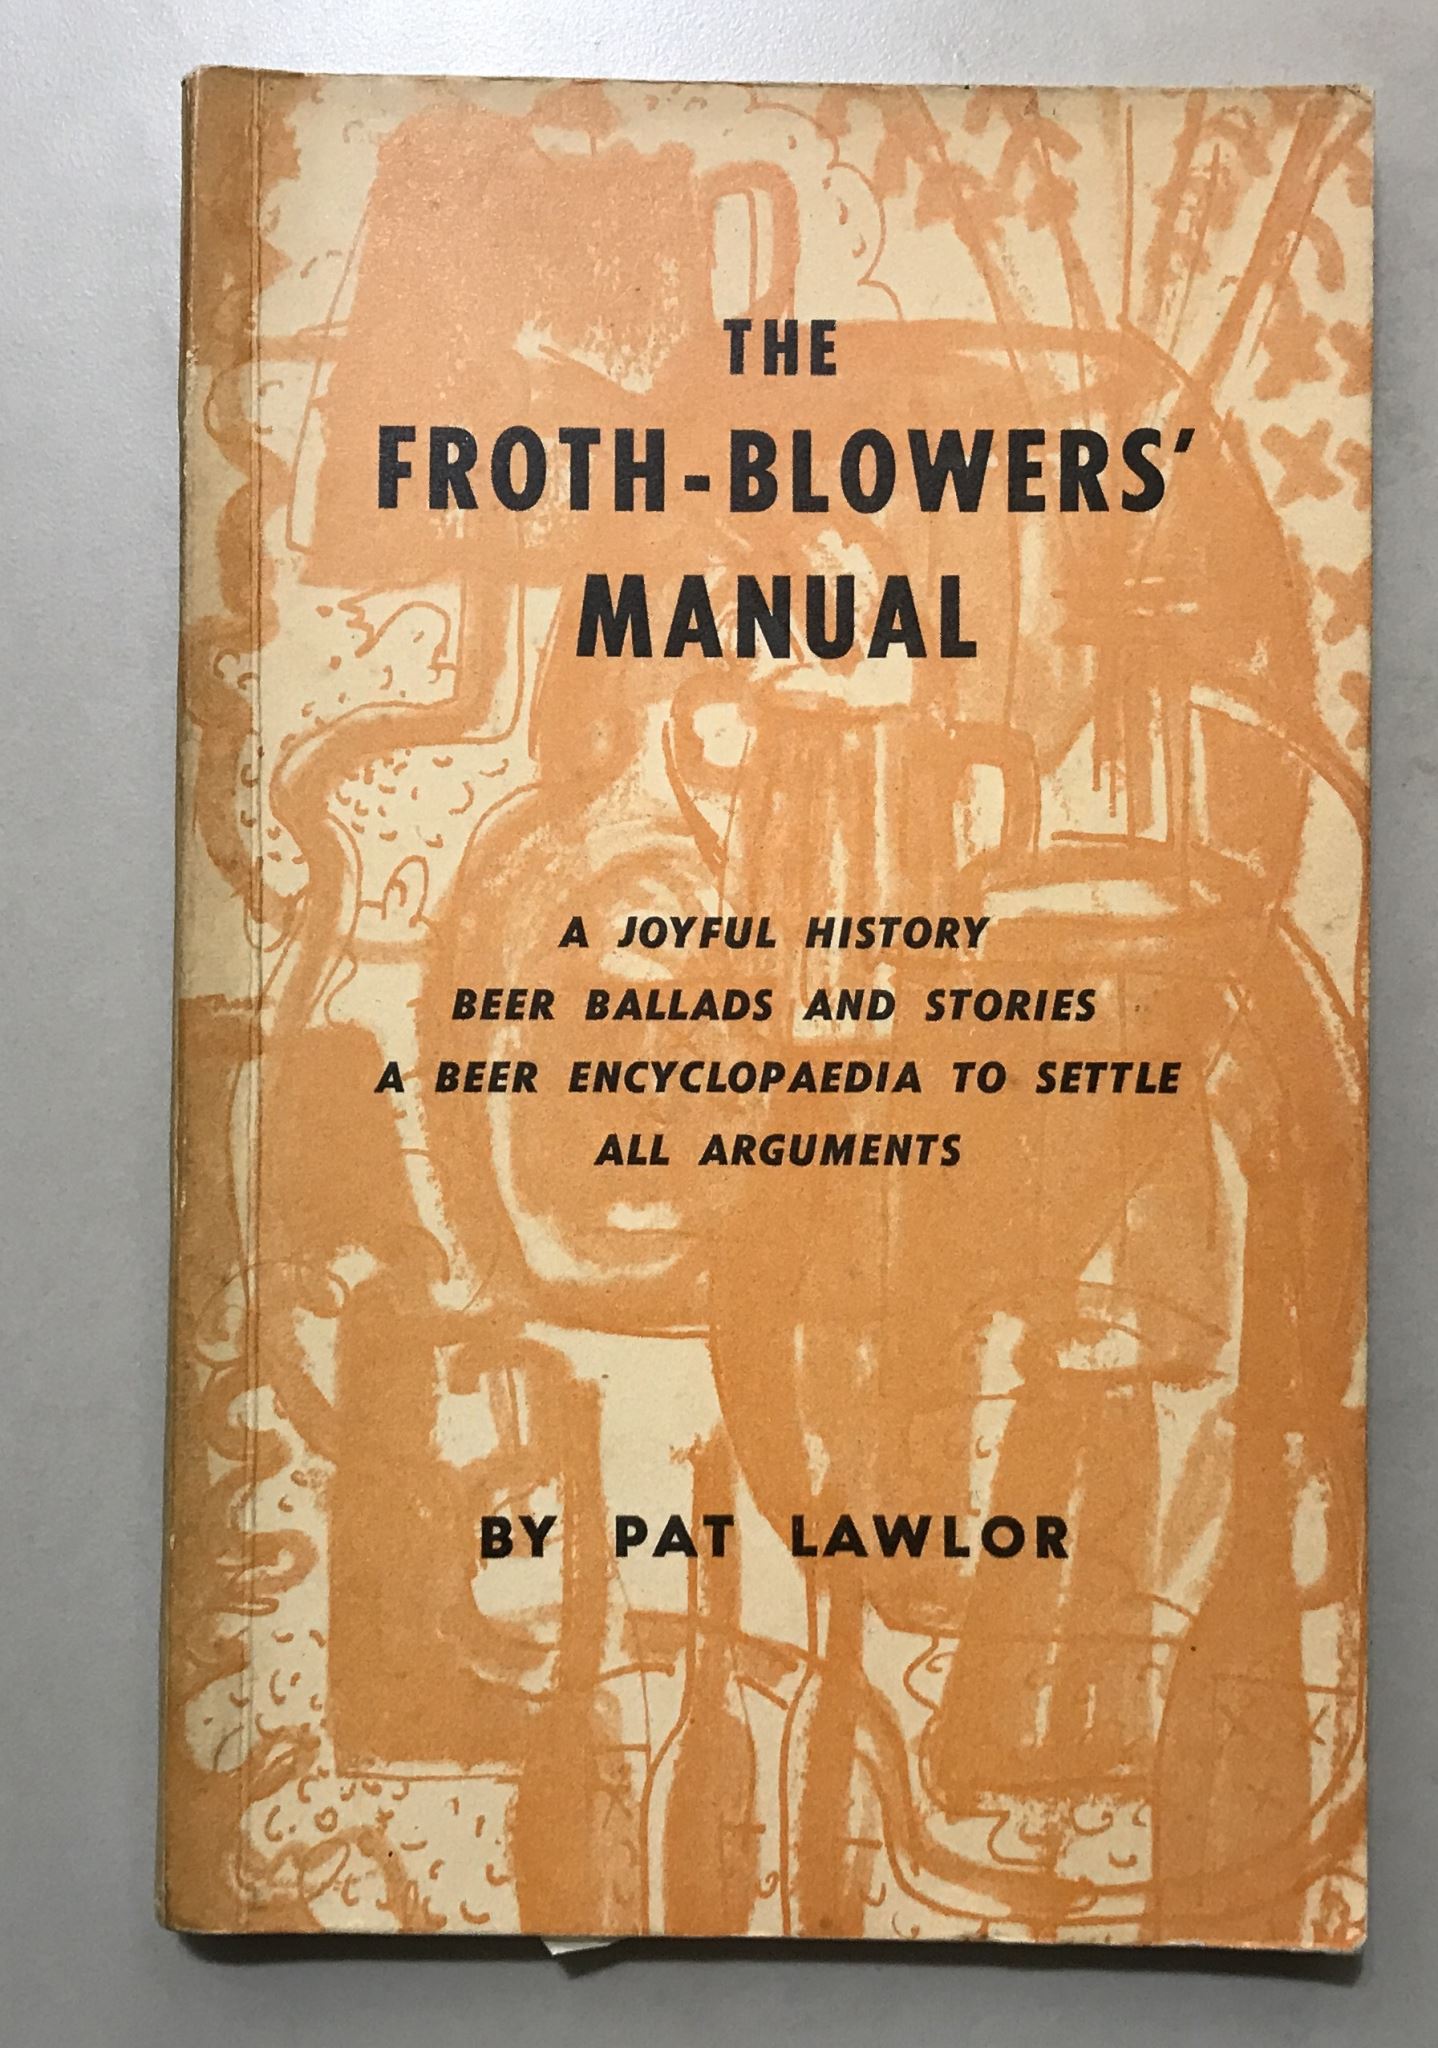 THE
FROTH-BLOWERS'
MANUAL
A JOYFUL HISTORY
BEER BALLADS AND STORIES
A BEER ENCYCLOPAEDIA TO SETTLE
ALL ARGUMENTS
BY PAT LAWLOR